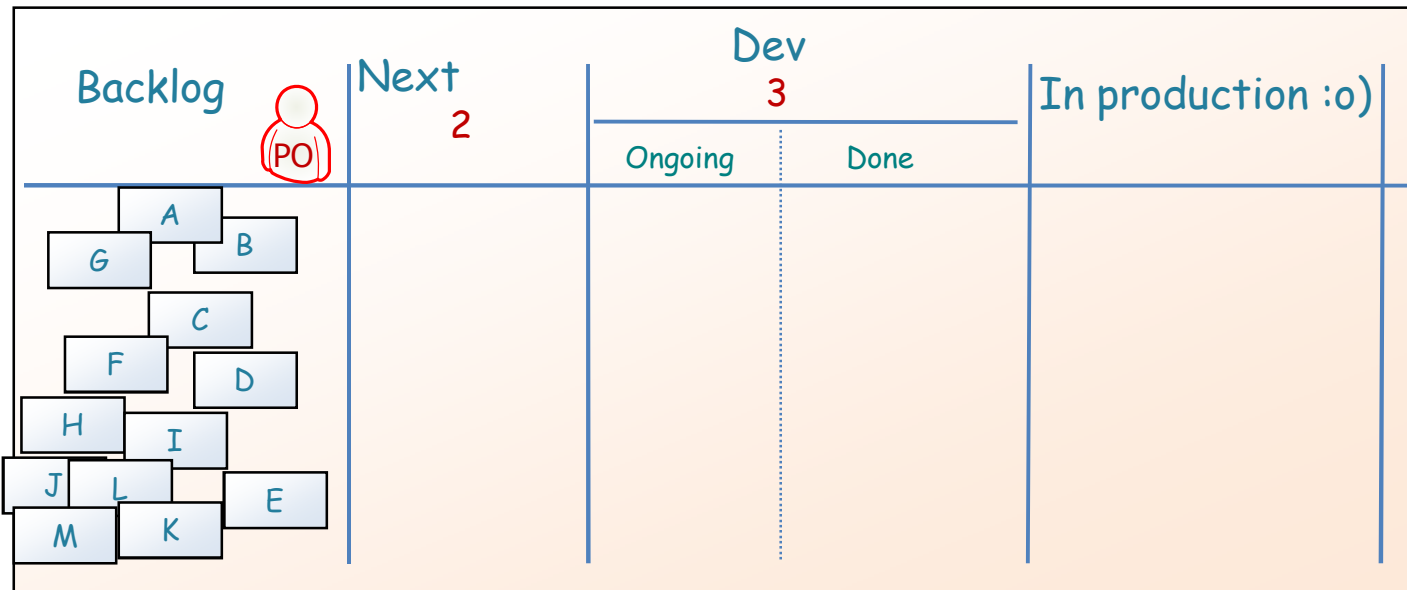 Backlog
PO
Next
2
Dev
3
Ongoing
Done
In production :o)
A
B
G
C
F
D
H
I
J
L
E
M
K